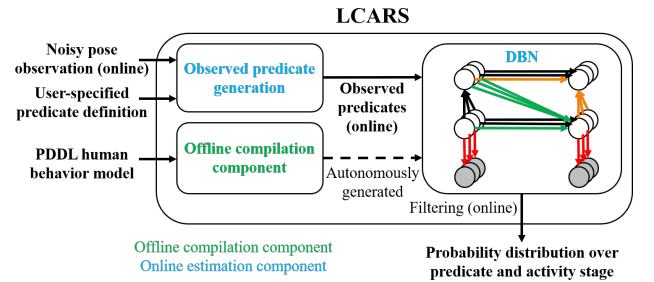 LCARS
Noisy pose
observation (online)
User-specified
predicate definition
PDDL human
behavior model
Observed predicate
generation
Offline compilation
component
Observed
predicates
(online)
Autonomously
generated
DBN
Filtering (online)
Probability distribution over
predicate and activity stage
Offline compilation component
Online estimation component